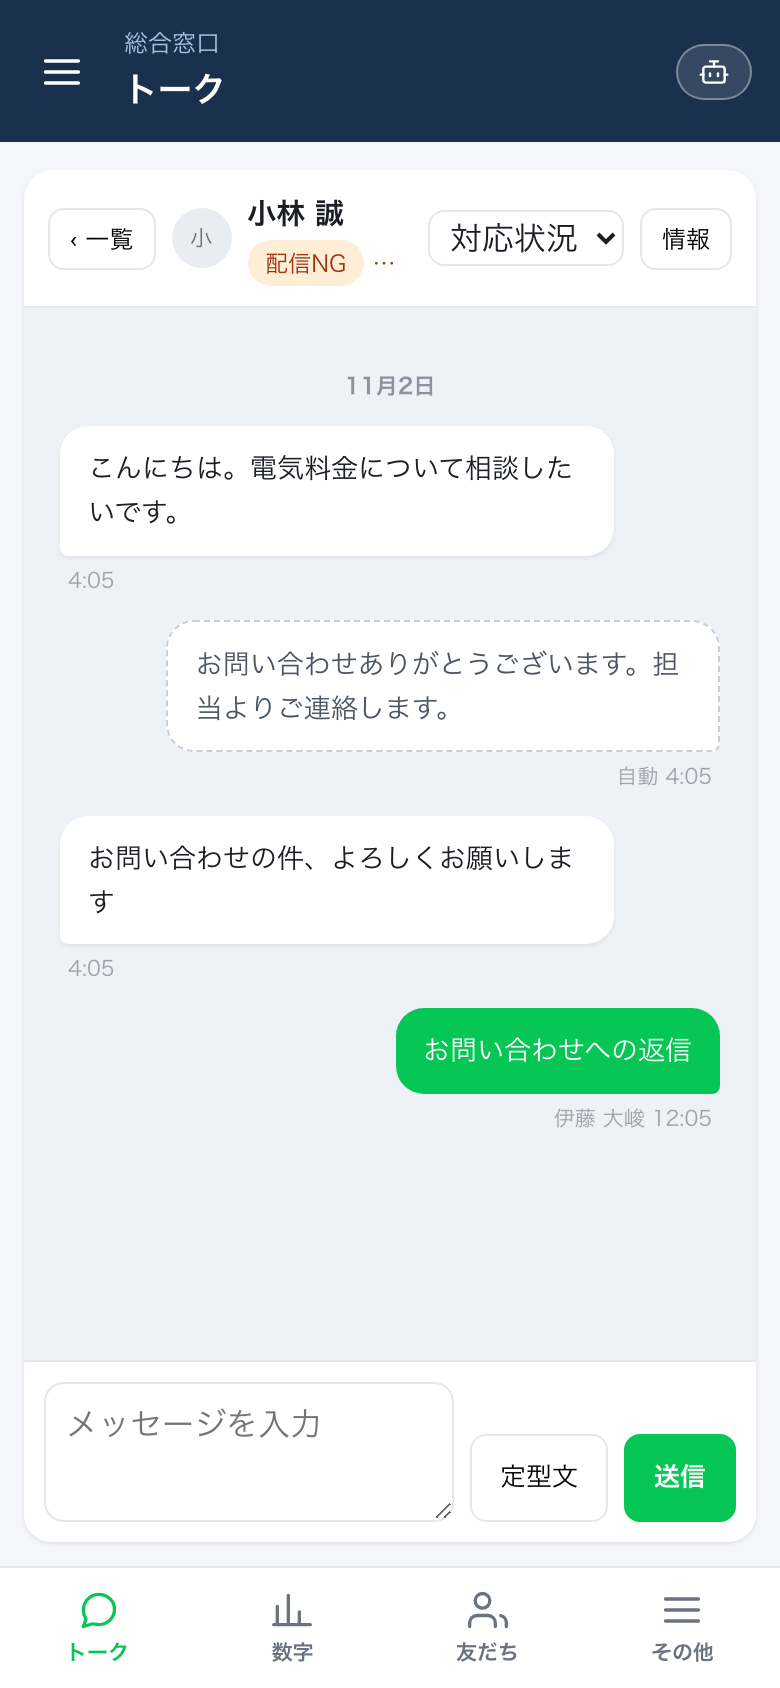 総合窓口
トーク
‹ 一覧
小
小林 誠
配信NG …
対応状況
情報
11月2日
こんにちは。電気料金について相談した
いです。
4:05
お問い合わせありがとうございます。担
当よりご連絡します。
自動 4:05
お問い合わせの件、よろしくお願いしま
す
4:05
お問い合わせへの返信
伊藤 大峻 12:05
メッセージを入力
定型文
送信
トーク
数字
友だち
その他